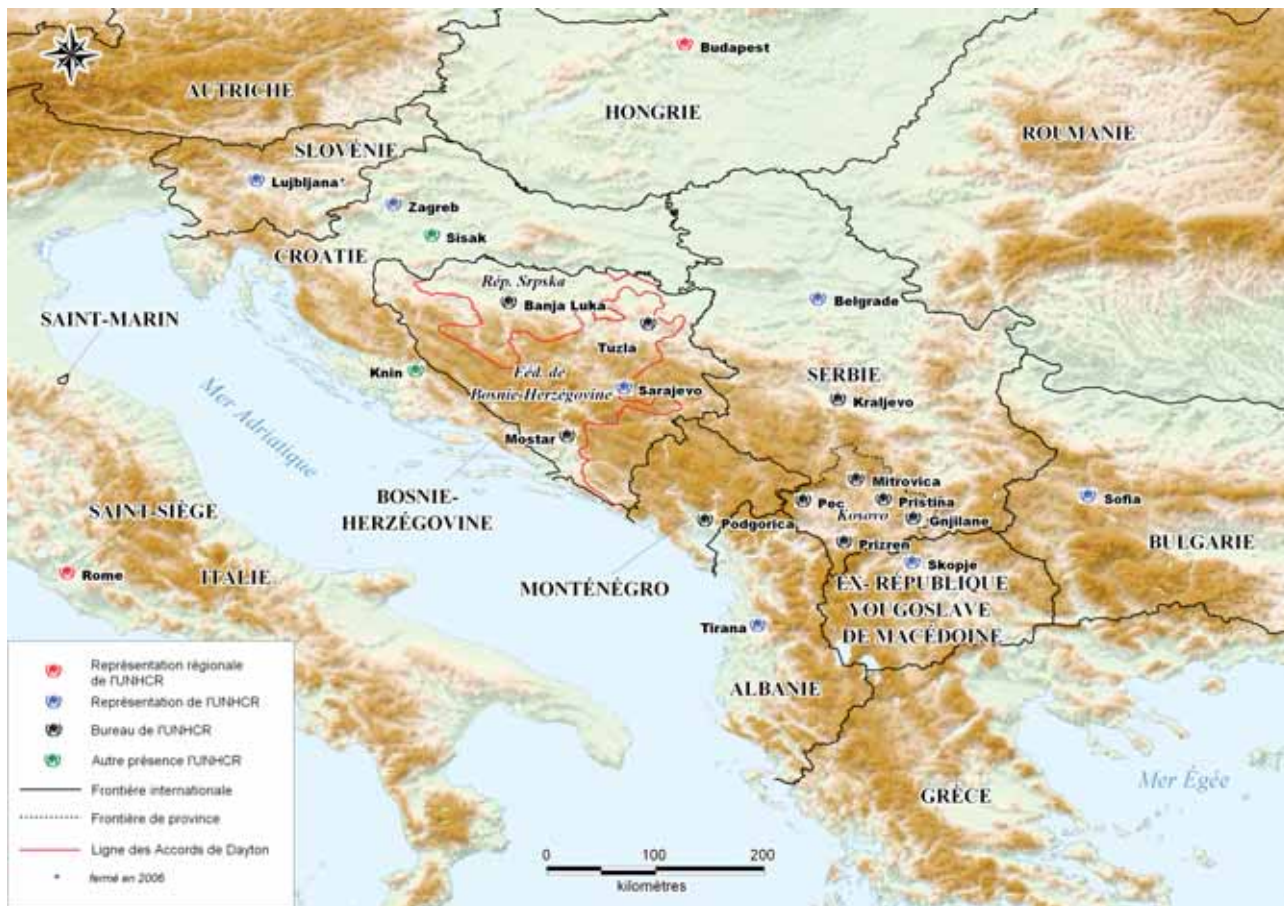 Budapest
AUTRICHE
HONGRIE
ROUMANIE
SLOVÉNIE
Lujbljana*
Zagreb
Sisak
CROATIE
Rép. Srpska
Banja Luka
Belgrade
SAINT-MARIN
Tuzla
Knin
Féd. de
Bosnie-Herzégovine
Sarajevo
SERBIE
Kraljevo
Mer Adriatique
Mostar
Mitrovica
BOSNIE-
HERZÉGOVINE
Pec
Pristina
Sofia
SAINT-SIÈGE
Kosovo
Gnjilane
Podgorica
Prizren
BULGARIE
Rome
ITALIE
MONTÉNÉGRO
Skopje
EX- RÉPUBLIQUE
YOUGOSLAVE
DE MACÉDOINE
Tirana
ALBANIE
Mer Égée
GRÈCE
Représentation régionale
de l'UNHCR
Représentation de l'UNHCR
Bureau de l'UNHCR
Autre présence l'UNHCR
Frontière internationale
Frontière de province
Ligne des Accords de Dayton
* fermé en 2006
0 100 200
kilomètres